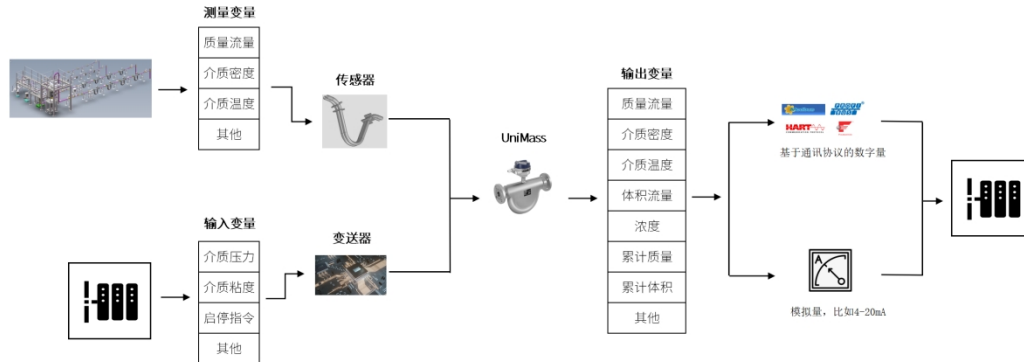 测量变量
质量流量
介质密度
介质温度
其他
传感器
输入变量
介质压力
介质粘度
启停指令
其他
变送器
UniMass
输出变量
质量流量
介质密度
介质温度
体积流量
浓度
累计质量
累计体积
其他
HART
基于通讯协议的数字量
A
模拟量，比如4-20mA